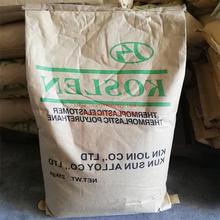 KOSLEN
THERMOPLASTIC ELASTOMER
THERMOPLASTIC POLYURETHANE
KIN JOIN CO., LTD
KUN SUN ALLOY CO., LTD
NET WT. 25kgs